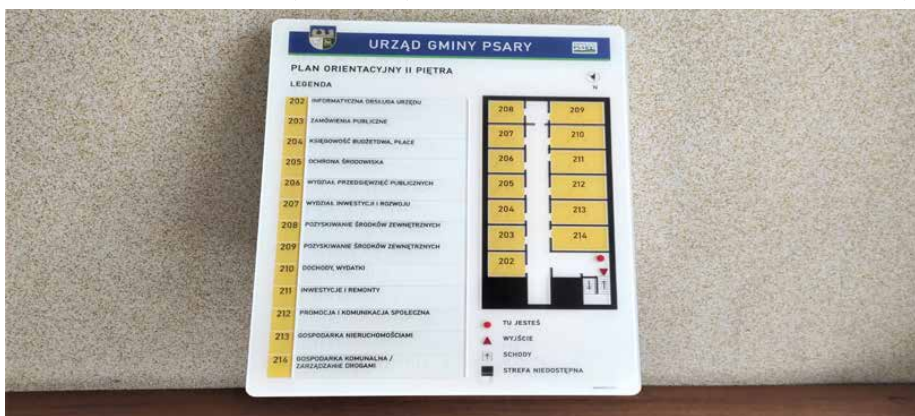 URZĄD GMINY PSARY
PLAN ORIENTACYJNY II PIĘTRA
N
LEGENDA
202 INFORMATYCZNA OBSŁUGA URZĘDU
203 ZAMÓWIENIA PUBLICZNE
204 KSIĘGOWOŚĆ BUDŻETOWA, PŁACE
205 OCHRONA ŚRODOWISKA
206 WYDZIAŁ PRZEDSIĘWZIĘĆ PUBLICZNYCH
207 WYDZIAŁ INWESTYCJI I ROZWOJU
208 POZYSKIWANIE ŚRODKÓW ZEWNĘTRZNYCH
209 POZYSKIWANIE ŚRODKÓW ZEWNĘTRZNYCH
210 DOCHODY, WYDATKI
211 INWESTYCJE I REMONTY
212 PROMOCJA I KOMUNIKACJA SPOŁECZNA
213 GOSPODARKA NIERUCHOMOŚCIAMI
214 GOSPODARKA KOMUNALNA /
ZARZĄDZANIE DROGAMI
208 209
207 210
206 211
205 212
204 213
203 214
202
TU JESTEŚ
WYJŚCIE
SCHODY
STREFA NIEDOSTĘPNA